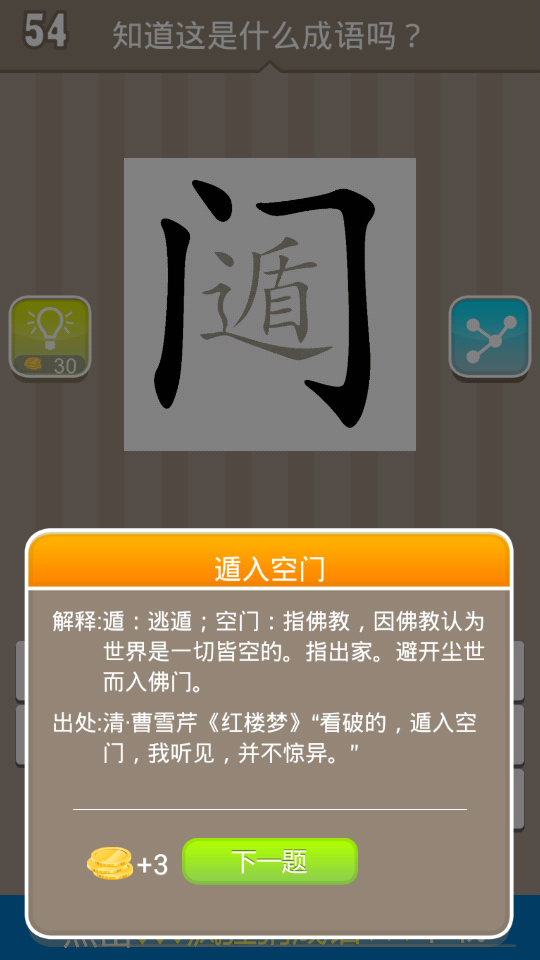 54
知道这是什么成语吗？
门
遁
30
遁入空门
解释:遁：逃遁；空门：指佛教，因佛教认为
世界是一切皆空的。指出家。避开尘世
而入佛门。
出处:清·曹雪芹《红楼梦》“看破的，遁入空
门，我听见，并不惊异。”
+3
下一题